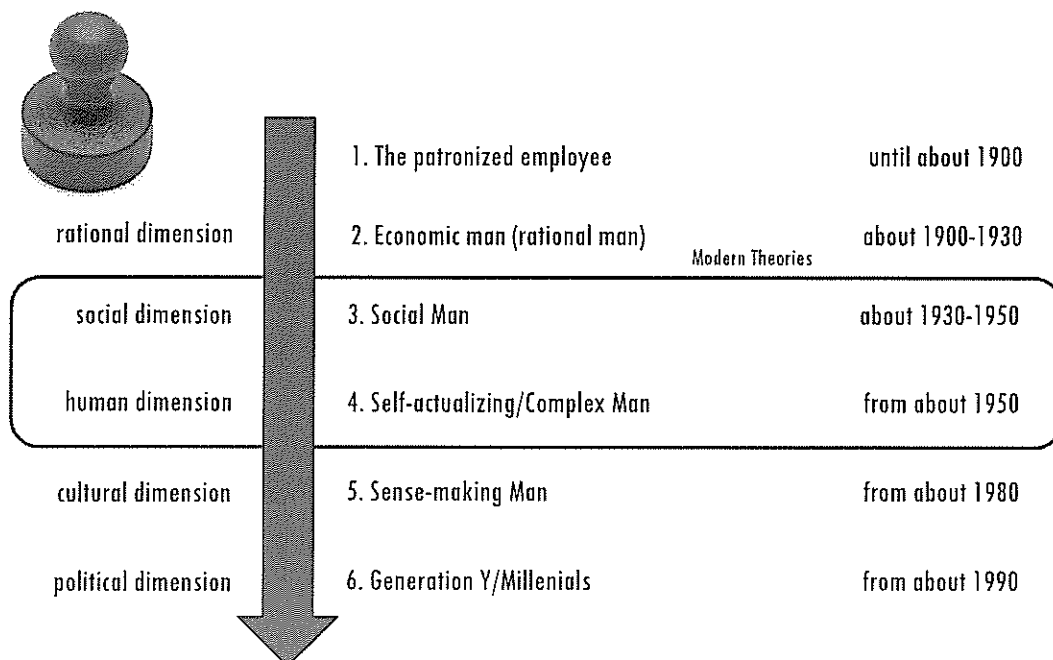 1. The patronized employee until about 1900
rational dimension 2. Economic man (rational man) about 1900-1930
Modern Theories
social dimension 3. Social Man about 1930-1950
human dimension 4. Self-actualizing/Complex Man from about 1950
cultural dimension 5. Sense-making Man from about 1980
political dimension 6. Generation Y/Millenials from about 1990